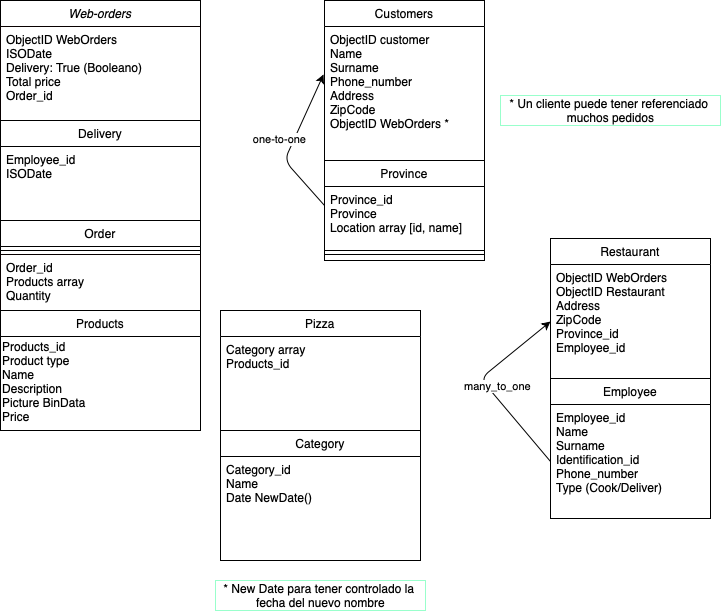 Web-orders
ObjectID WebOrders
ISODate
Delivery: True (Booleano)
Total price
Order_id
Delivery
Employee_id
ISODate
Order
Order_id
Products array
Quantity
Products
Products_id
Product type
Name
Description
Picture BinData
Price
Customers
ObjectID customer
Name
Surname
Phone_number
Address
ZipCode
ObjectID WebOrders *
one-to-one
Province
Province_id
Province
Location array [id, name]
* Un cliente puede tener referenciado
muchos pedidos
Pizza
Category array
Products_id
Category
Category_id
Name
Date NewDate()
* New Date para tener controlado la
fecha del nuevo nombre
Restaurant
ObjectID WebOrders
ObjectID Restaurant
Address
ZipCode
Province_id
Employee_id
many_to_one
Employee
Employee_id
Name
Surname
Identification_id
Phone_number
Type (Cook/Deliver)